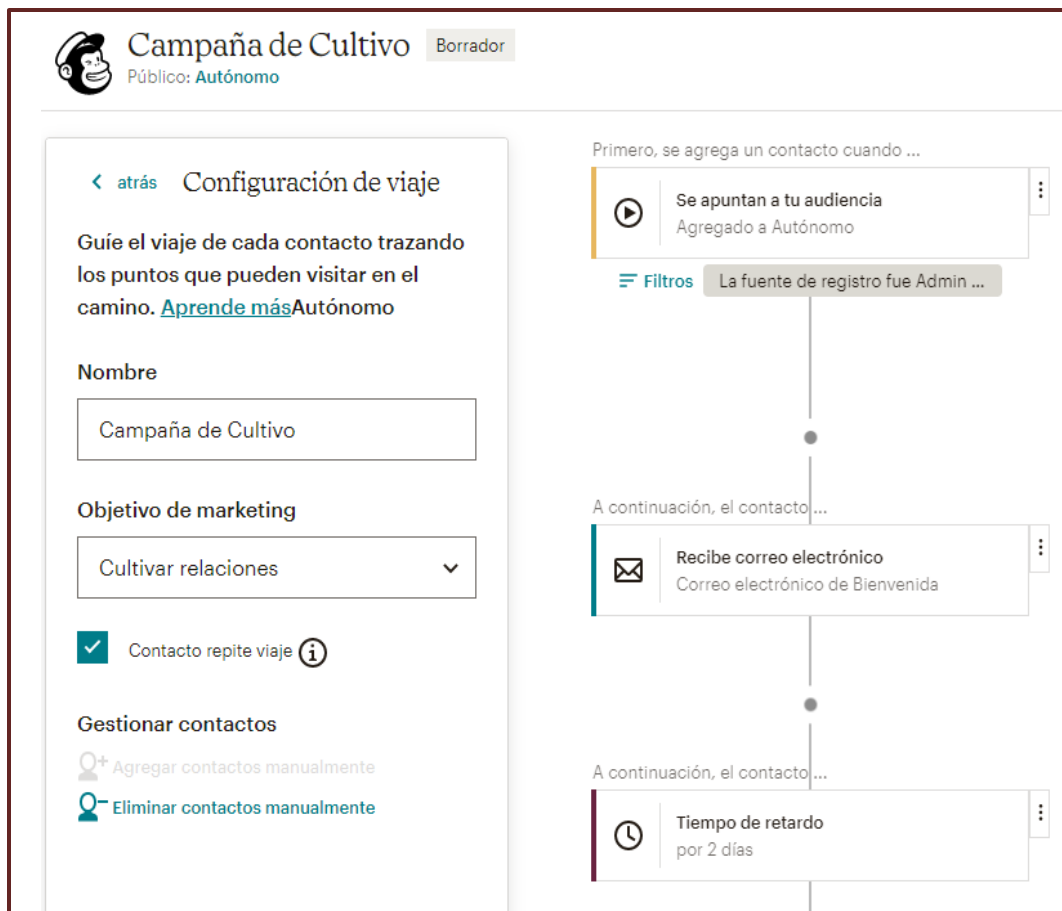 Campaña de Cultivo Borrador
Público: Autónomo
atrás Configuración de viaje
Guíe el viaje de cada contacto trazando
los puntos que pueden visitar en el
camino. Aprende másAutónomo
Nombre
Campaña de Cultivo
Objetivo de marketing
Cultivar relaciones
Contacto repite viaje
Gestionar contactos
Agregar contactos manualmente
Eliminar contactos manualmente
Primero, se agrega un contacto cuando ...
Se apuntan a tu audiencia
Agregado a Autónomo
Filtros La fuente de registro fue Admin ...
A continuación, el contacto ...
Recibe correo electrónico
Correo electrónico de Bienvenida
A continuación, el contacto ...
Tiempo de retardo
por 2 días